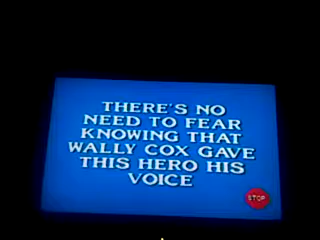 THERE'S NO
NEED TO FEAR
KNOWING THAT
WALLY COX GAVE
THIS HERO HIS
VOICE
STOP